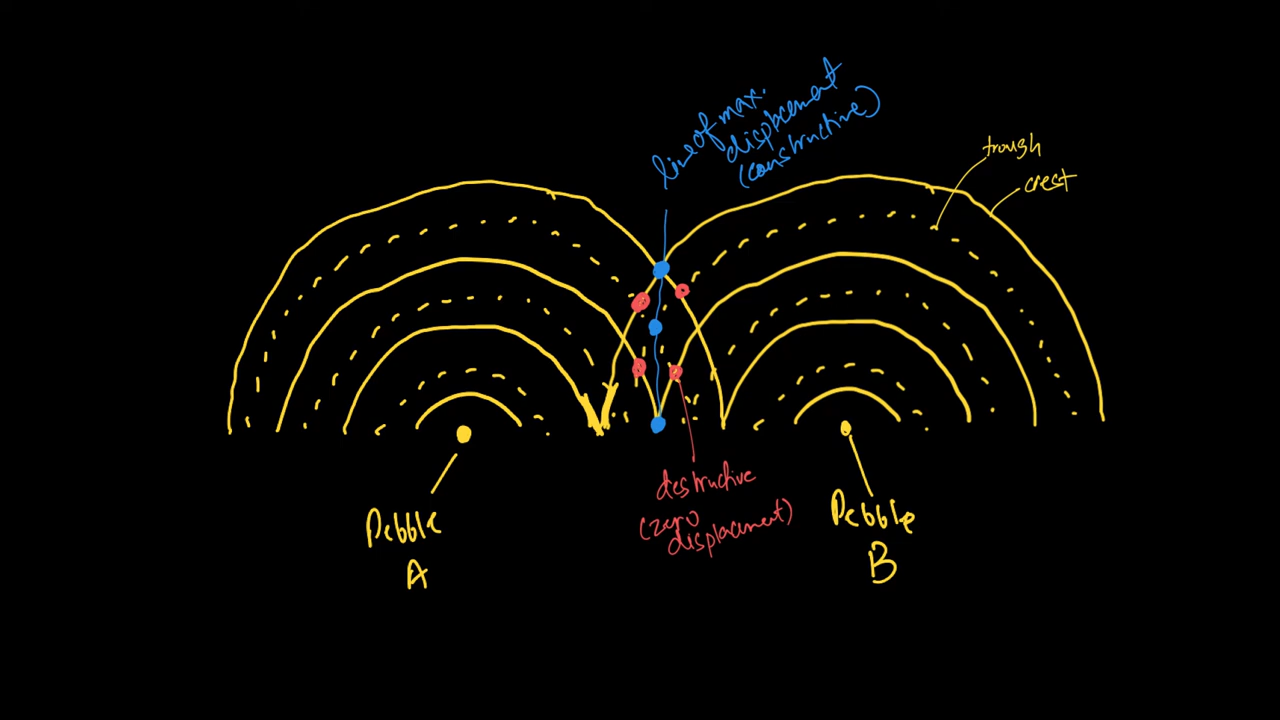 line of max.
displacement
(constructive)
trough
crest
destructive
(zero
displacement)
Pebble
A
Pebble
B